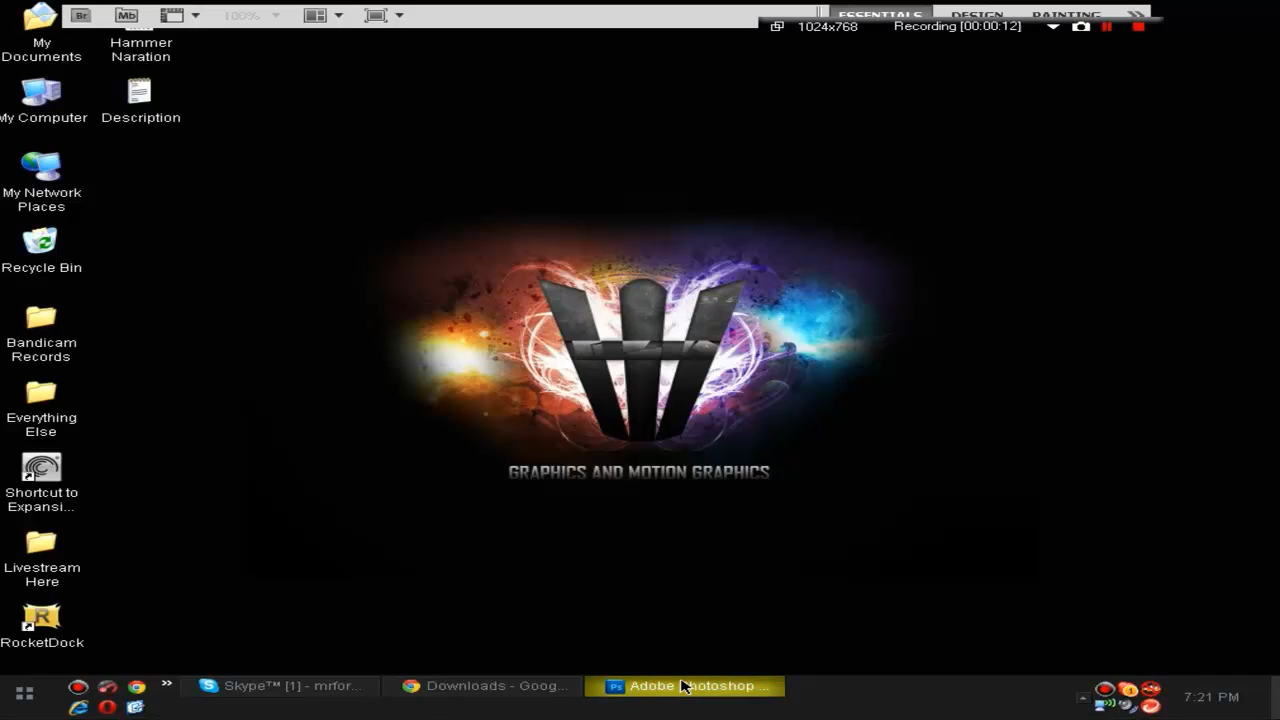 Br Mb 100% ESSENTIALS DESIGN PAINTING »
1024x768 Recording [00:00:12]
My
Documents
Hammer
Naration
My Computer
Description
My Network
Places
Recycle Bin
Bandicam
Records
Everything
Else
Shortcut to
Expansi...
Livestream
Here
R
RocketDock
GRAPHICS AND MOTION GRAPHICS
» Skype™ [1] - mrfor... Downloads - Goog... Ps Adobe Photoshop ... 7:21 PM